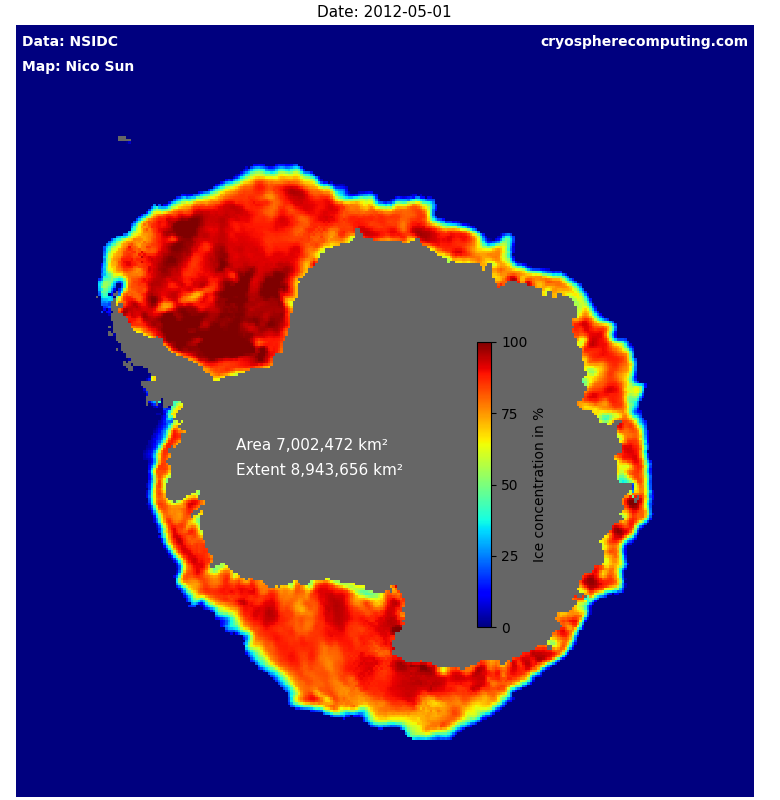 Date: 2012-05-01
Data: NSIDC
cryospherecomputing.com
Map: Nico Sun
100
75
50
25
0
Ice concentration in %
Area 7,002,472 km²
Extent 8,943,656 km²